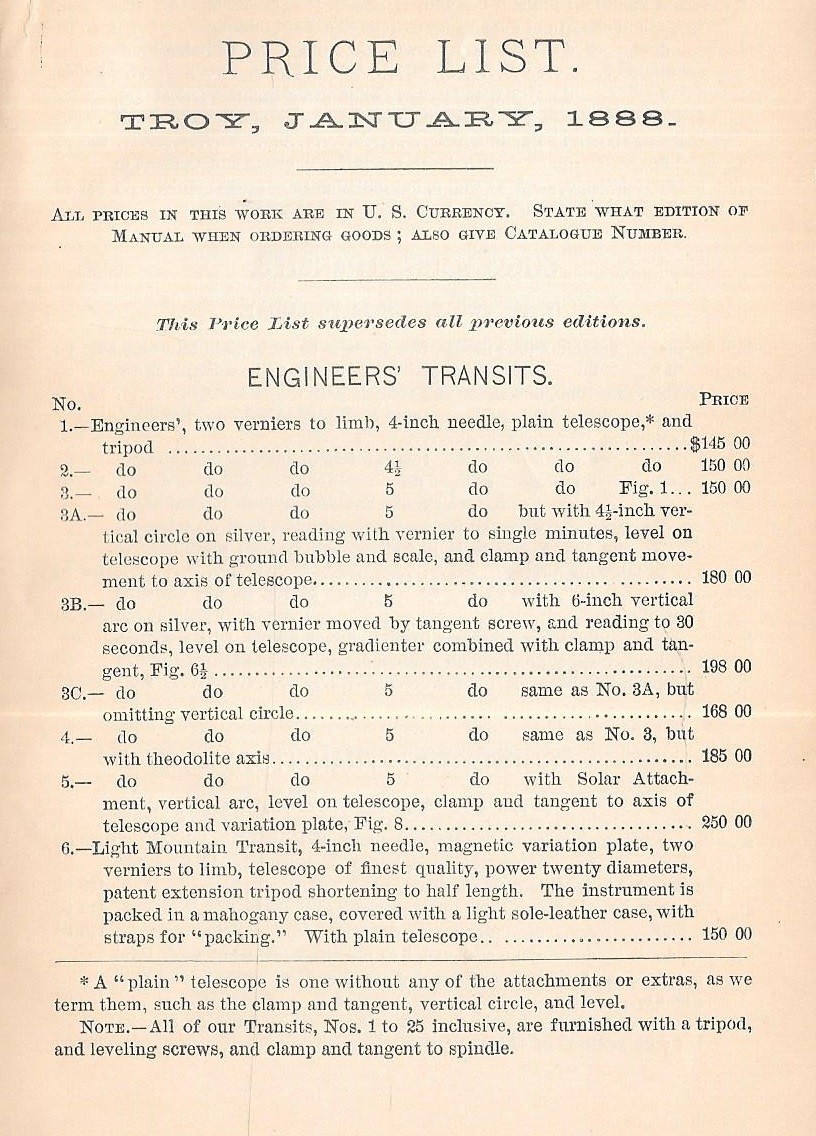 PRICE LIST.
TROY, JANUARY, 1888.
ALL PRICES IN THIS WORK ARE IN U. S. CURRENCY. STATE WHAT EDITION OF
MANUAL WHEN ORDERING GOODS; ALSO GIVE CATALOGUE NUMBER.
This Price List supersedes all previous editions.
ENGINEERS' TRANSITS.
No. PRICE
1.—Engineers', two verniers to limb, 4-inch needle, plain telescope,* and
tripod ........................ $145 00
2.— do do do 4½ do do do 150 00
3.— do do do 5 do do Fig. 1... 150 00
3A.— do do do 5 do but with 4½-inch ver-
tical circle on silver, reading with vernier to single minutes, level on
telescope with ground bubble and scale, and clamp and tangent move-
ment to axis of telescope........................ 180 00
3B.— do do do 5 do with 6-inch vertical
arc on silver, with vernier moved by tangent screw, and reading to 30
seconds, level on telescope, gradienter combined with clamp and tan-
gent, Fig. 6½ ........................ 198 00
3C.— do do do 5 do same as No. 3A, but
omitting vertical circle........................ 168 00
4.— do do do 5 do same as No. 3, but
with theodolite axis........................ 185 00
5.— do do do 5 do with Solar Attach-
ment, vertical arc, level on telescope, clamp and tangent to axis of
telescope and variation plate, Fig. 8........................ 250 00
6.—Light Mountain Transit, 4-inch needle, magnetic variation plate, two
verniers to limb, telescope of finest quality, power twenty diameters,
patent extension tripod shortening to half length. The instrument is
packed in a mahogany case, covered with a light sole-leather case, with
straps for "packing." With plain telescope........................ 150 00
* A "plain" telescope is one without any of the attachments or extras, as we
term them, such as the clamp and tangent, vertical circle, and level.
NOTE.—All of our Transits, Nos. 1 to 25 inclusive, are furnished with a tripod,
and leveling screws, and clamp and tangent to spindle.